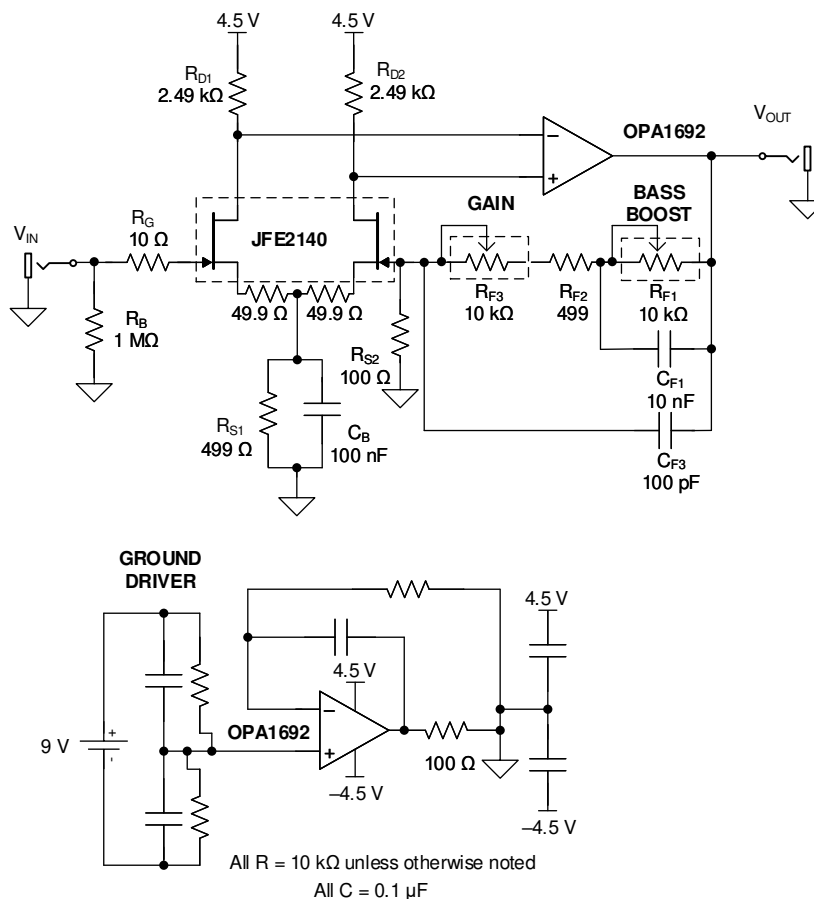 4.5 V
4.5 V
RD1
2.49 kΩ
RD2
2.49 kΩ
−
+
OPA1692
VOUT
GAIN
BASS
BOOST
VIN
RG
10 Ω
JFE2140
RB
1 MΩ
49.9 Ω
49.9 Ω
RS2
100 Ω
RF3
10 kΩ
RF2
499
RF1
10 kΩ
CF1
10 nF
CF3
100 pF
RS1
499 Ω
CB
100 nF
GROUND
DRIVER
9 V
+
-
OPA1692
4.5 V
−
+
−4.5 V
100 Ω
4.5 V
−4.5 V
All R = 10 kΩ unless otherwise noted
All C = 0.1 µF